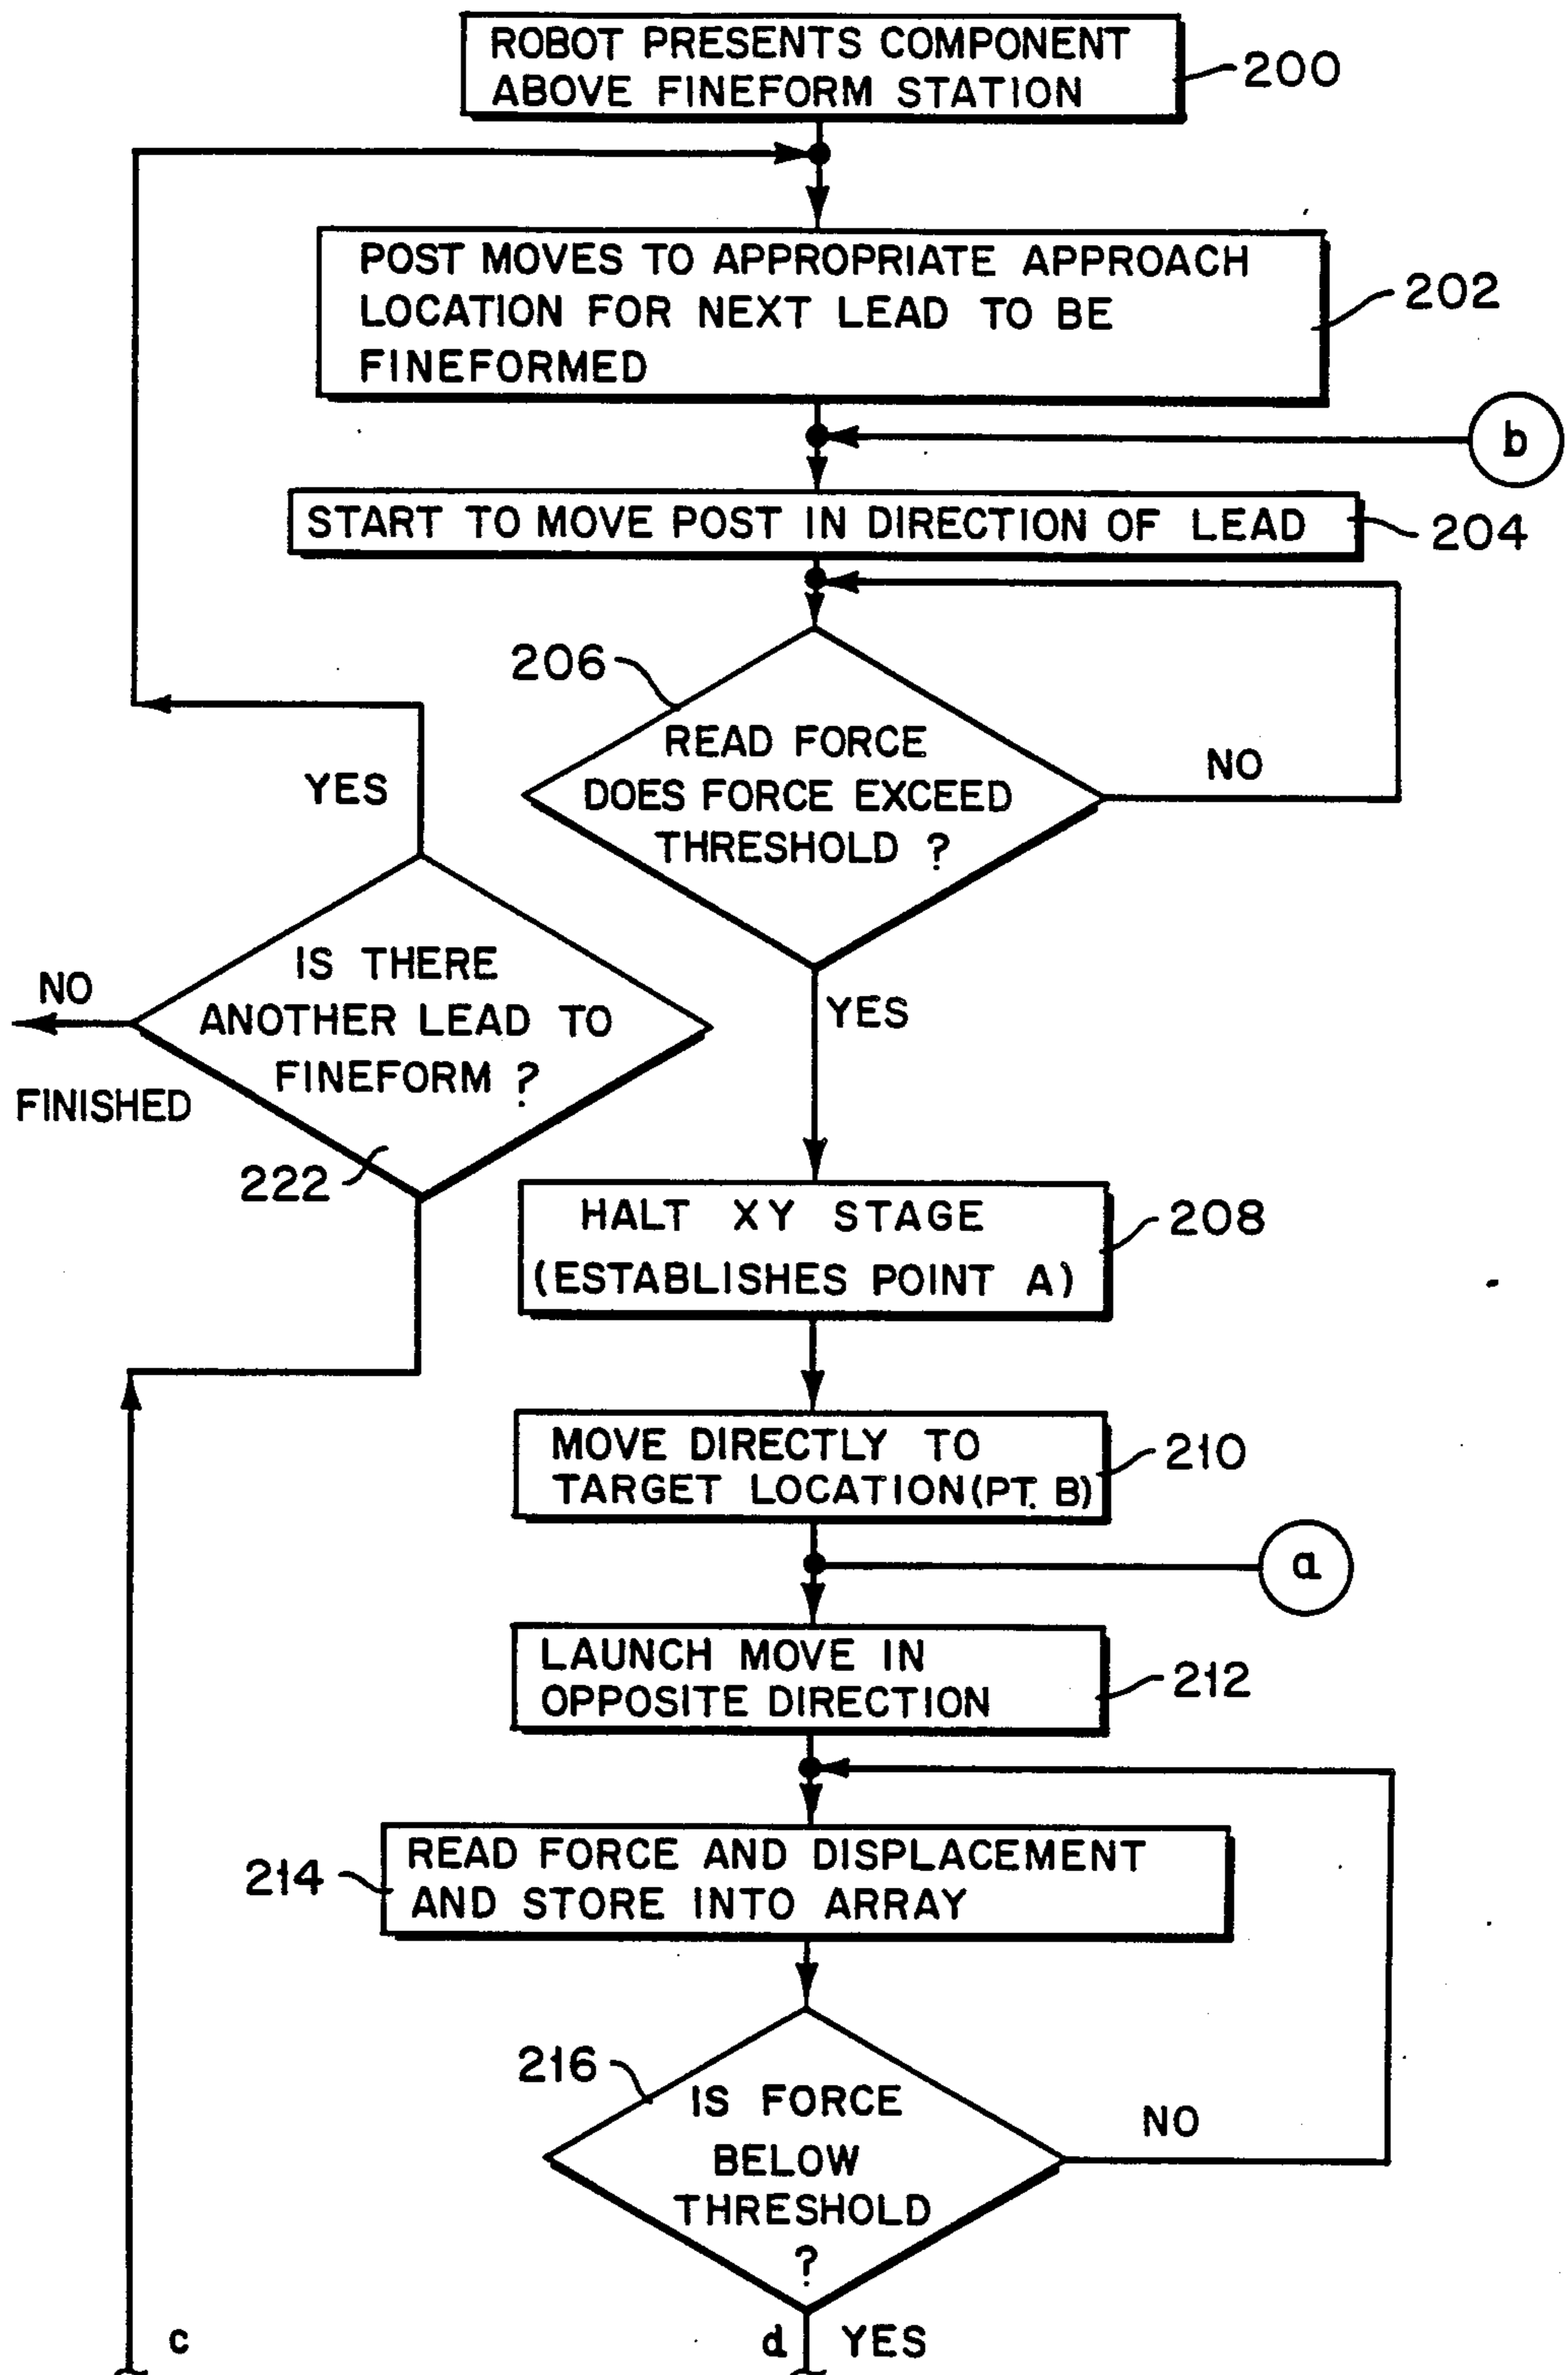 ROBOT PRESENTS COMPONENT
ABOVE FINEFORM STATION
200
POST MOVES TO APPROPRIATE APPROACH
LOCATION FOR NEXT LEAD TO BE
FINEFORMED
202
b
START TO MOVE POST IN DIRECTION OF LEAD
204
206
READ FORCE
DOES FORCE EXCEED
THRESHOLD ?
NO
YES
YES
IS THERE
ANOTHER LEAD TO
FINEFORM ?
NO
FINISHED
222
HALT XY STAGE
(ESTABLISHES POINT A)
208
MOVE DIRECTLY TO
TARGET LOCATION (PT. B)
210
a
LAUNCH MOVE IN
OPPOSITE DIRECTION
212
READ FORCE AND DISPLACEMENT
AND STORE INTO ARRAY
214
216
IS FORCE
BELOW
THRESHOLD
?
NO
c
d YES